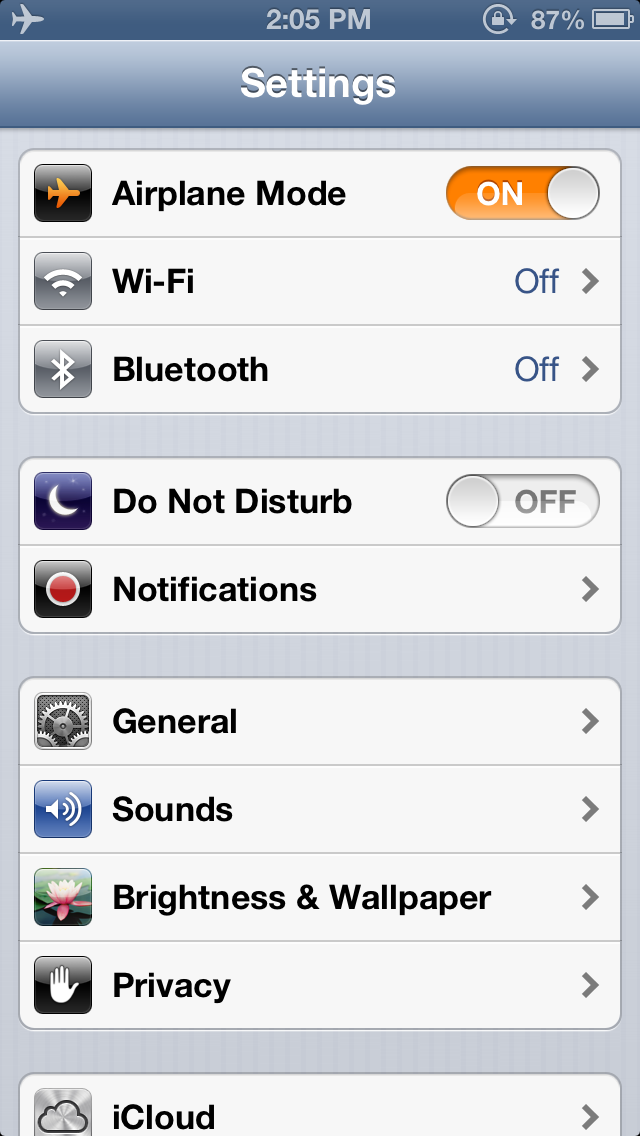 2:05 PM 87%
Settings
Airplane Mode ON
Wi-Fi Off
Bluetooth Off
Do Not Disturb OFF
Notifications
General
Sounds
Brightness & Wallpaper
Privacy
iCloud